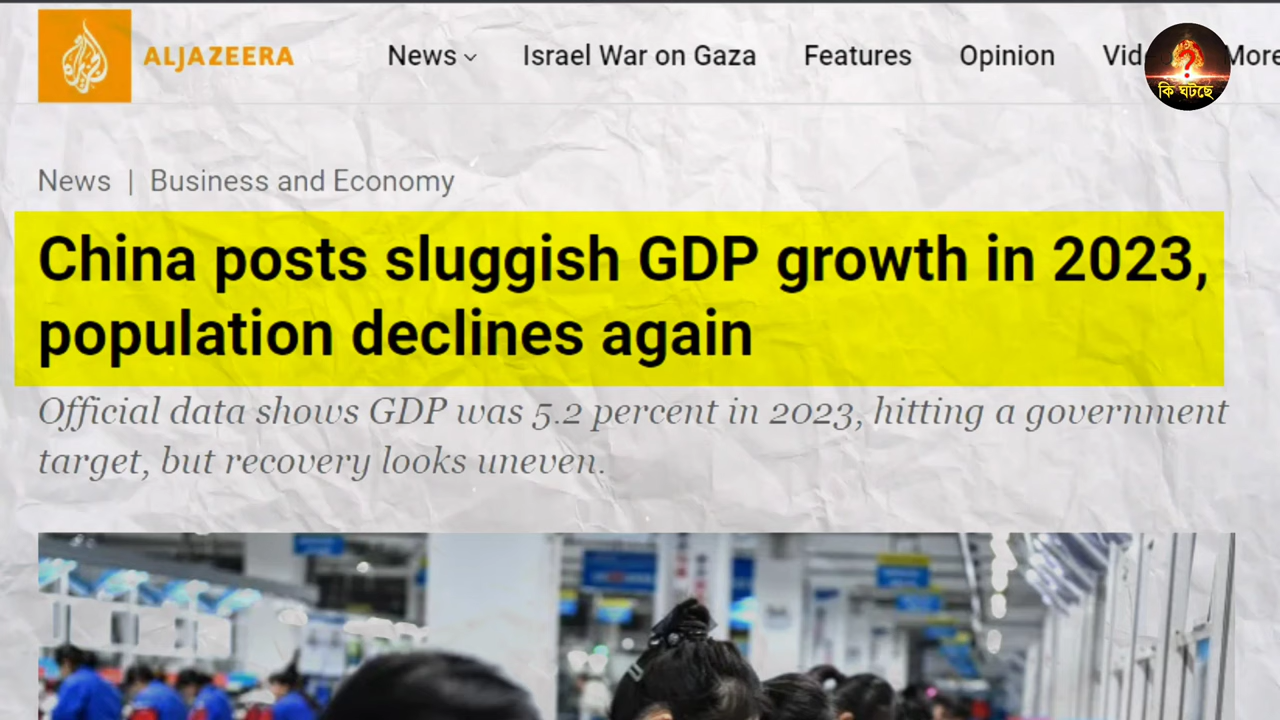 ALJAZEERA
News Israel War on Gaza Features Opinion More
কি ঘটছে
News | Business and Economy
China posts sluggish GDP growth in 2023,
population declines again
Official data shows GDP was 5.2 percent in 2023, hitting a government
target, but recovery looks uneven.